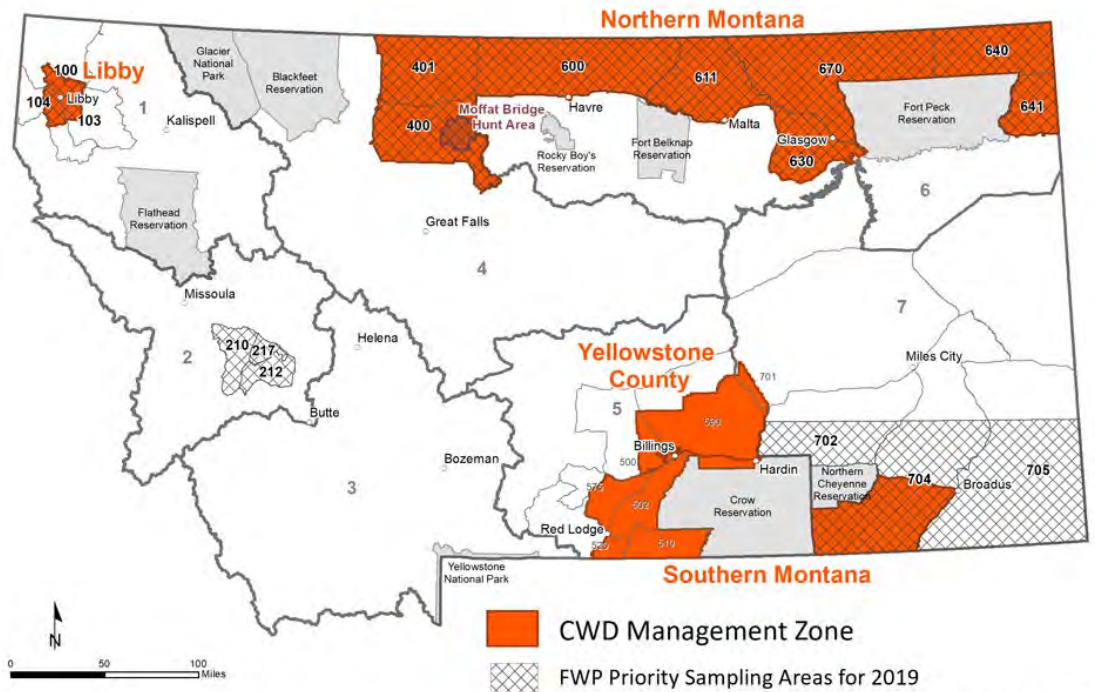 Northern Montana
Libby
100
104
Libby
103
1
Kalispell
Glacier
National
Park
Blackfeet
Reservation
401
600
611
670
640
641
Moffat Bridge
Hunt Area
400
Havre
Rocky Boy's
Reservation
Fort Belknap
Reservation
Malta
Glasgow
630
Fort Peck
Reservation
6
Flathead
Reservation
Great Falls
4
Missoula
2
210
217
212
Helena
Butte
3
Bozeman
7
Miles City
Yellowstone
County
5
701
590
Billings
500
Hardin
702
705
704
Broadus
Northern
Cheyenne
Reservation
Crow
Reservation
575
502
Red Lodge
520
510
Yellowstone
National Park
Southern Montana
N
0 50 100
Miles
CWD Management Zone
FWP Priority Sampling Areas for 2019